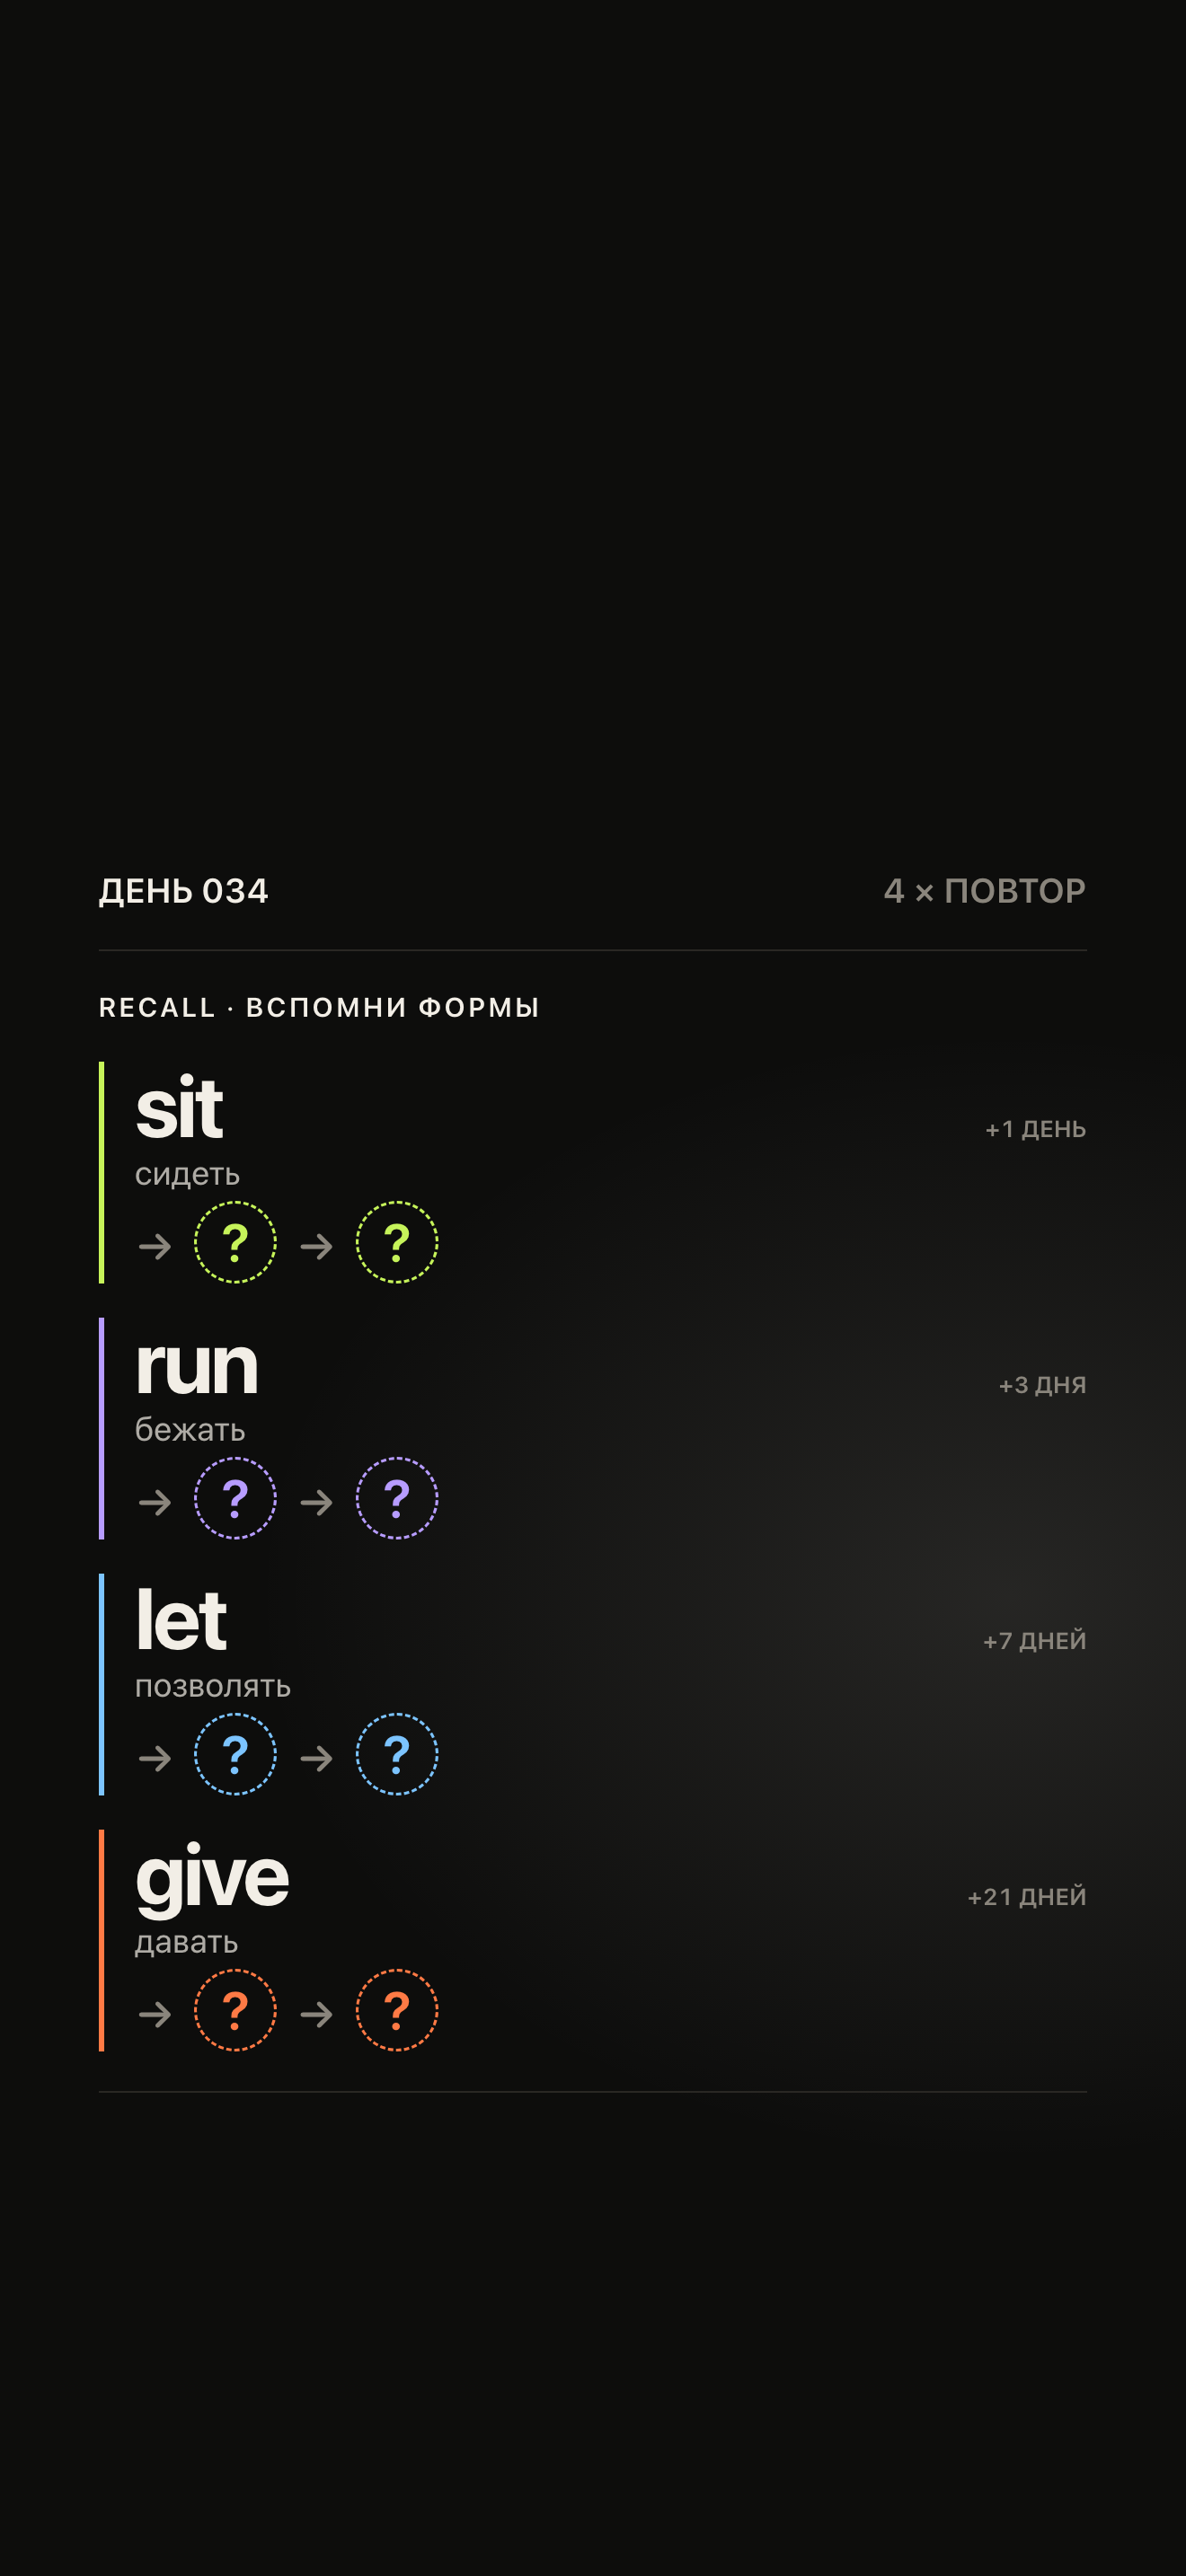 ДЕНЬ 034
4 × ПОВТОР
RECALL · ВСПОМНИ ФОРМЫ
sit
+1 ДЕНЬ
сидеть
→ ? → ?
run
+3 ДНЯ
бежать
→ ? → ?
let
+7 ДНЕЙ
позволять
→ ? → ?
give
+21 ДНЕЙ
давать
→ ? → ?